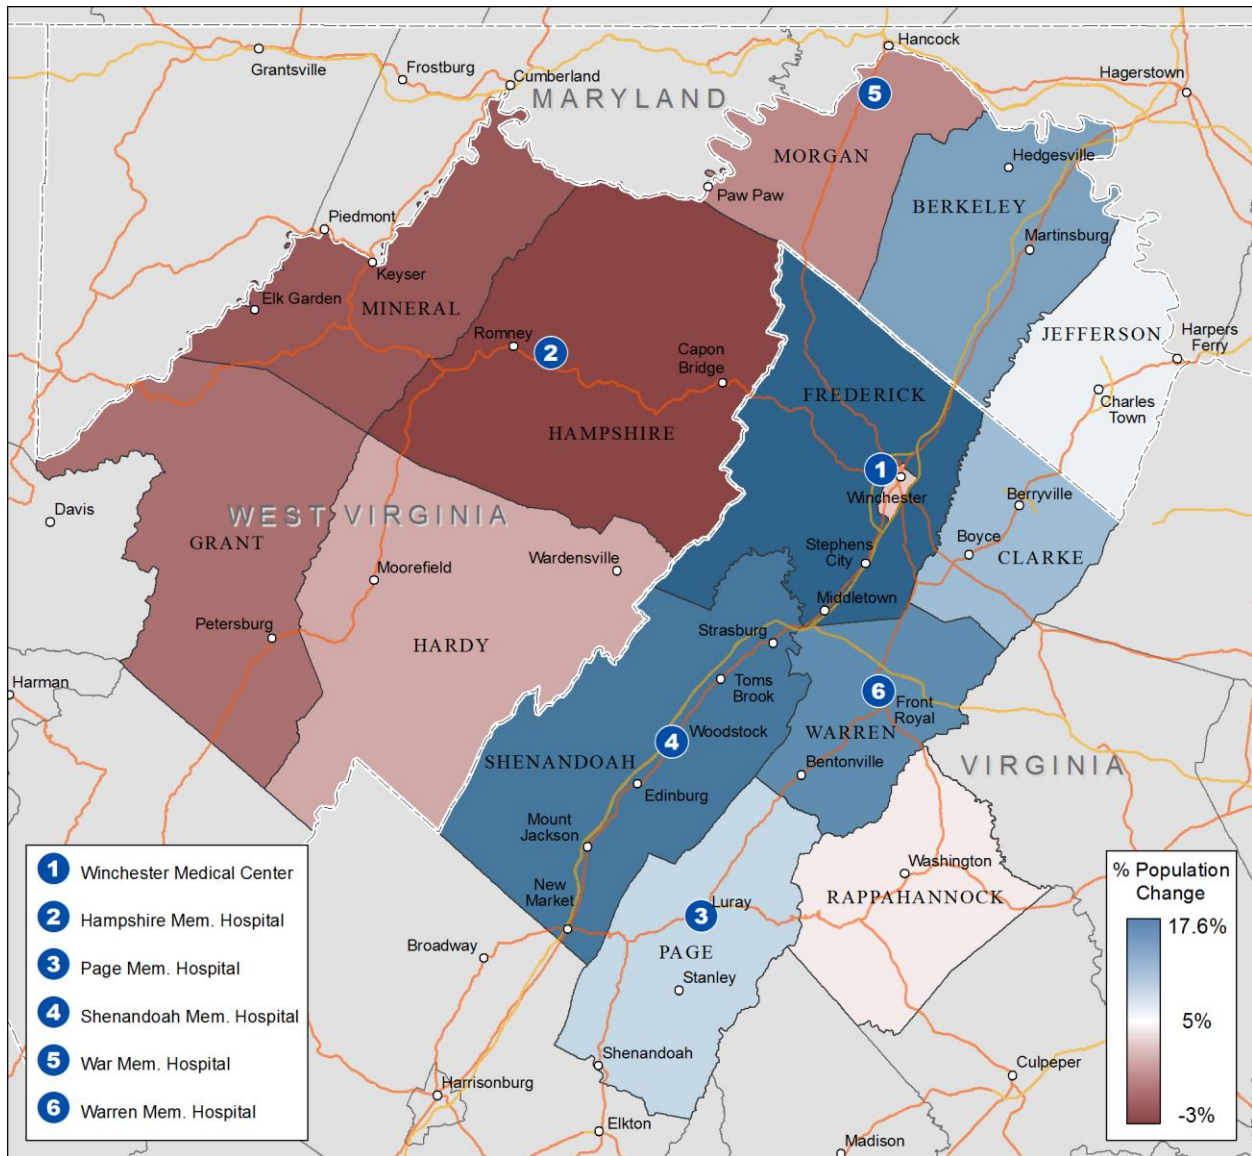 Hancock
Grantsville
Frostburg
Cumberland
Hagerstown
MARYLAND
5
MORGAN
Hedgesville
Paw Paw
BERKELEY
Piedmont
Martinsburg
Keyser
Elk Garden
MINERAL
Romney
2
Capon
Bridge
JEFFERSON
Harpers
Ferry
FREDERICK
Charles
Town
HAMPSHIRE
1
Winchester
Berryville
Davis
WEST VIRGINIA
GRANT
Stephens
City
Boyce
CLARKE
Wardensville
Moorefield
Middletown
Petersburg
HARDY
Strasburg
Harman
Toms
Brook
6
Front
Royal
4
Woodstock
WARREN
SHENANDOAH
Bentonville
VIRGINIA
Edinburg
Mount
Jackson
Washington
New
Market
RAPPAHANNOCK
3
Luray
Broadway
PAGE
Stanley
Shenandoah
Culpeper
Harrisonburg
Elkton
Madison
1 Winchester Medical Center
2 Hampshire Mem. Hospital
3 Page Mem. Hospital
4 Shenandoah Mem. Hospital
5 War Mem. Hospital
6 Warren Mem. Hospital
% Population
Change
17.6%
5%
-3%